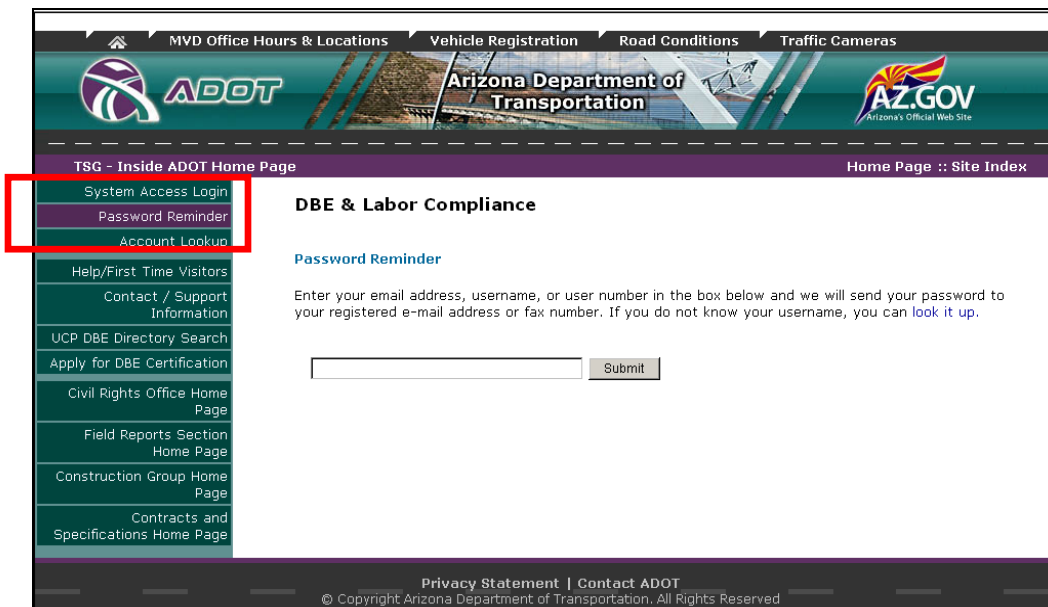 MVD Office Hours & Locations Vehicle Registration Road Conditions Traffic Cameras
ADOT
Arizona Department of
Transportation
AZ.GOV
Arizona's Official Web Site
TSG - Inside ADOT Home Page
Home Page :: Site Index
System Access Login
Password Reminder
Account Lookup
Help/First Time Visitors
Contact / Support
Information
UCP DBE Directory Search
Apply for DBE Certification
Civil Rights Office Home
Page
Field Reports Section
Home Page
Construction Group Home
Page
Contracts and
Specifications Home Page
DBE & Labor Compliance
Password Reminder
Enter your email address, username, or user number in the box below and we will send your password to
your registered e-mail address or fax number. If you do not know your username, you can look it up.
Submit
Privacy Statement | Contact ADOT
© Copyright Arizona Department of Transportation. All Rights Reserved